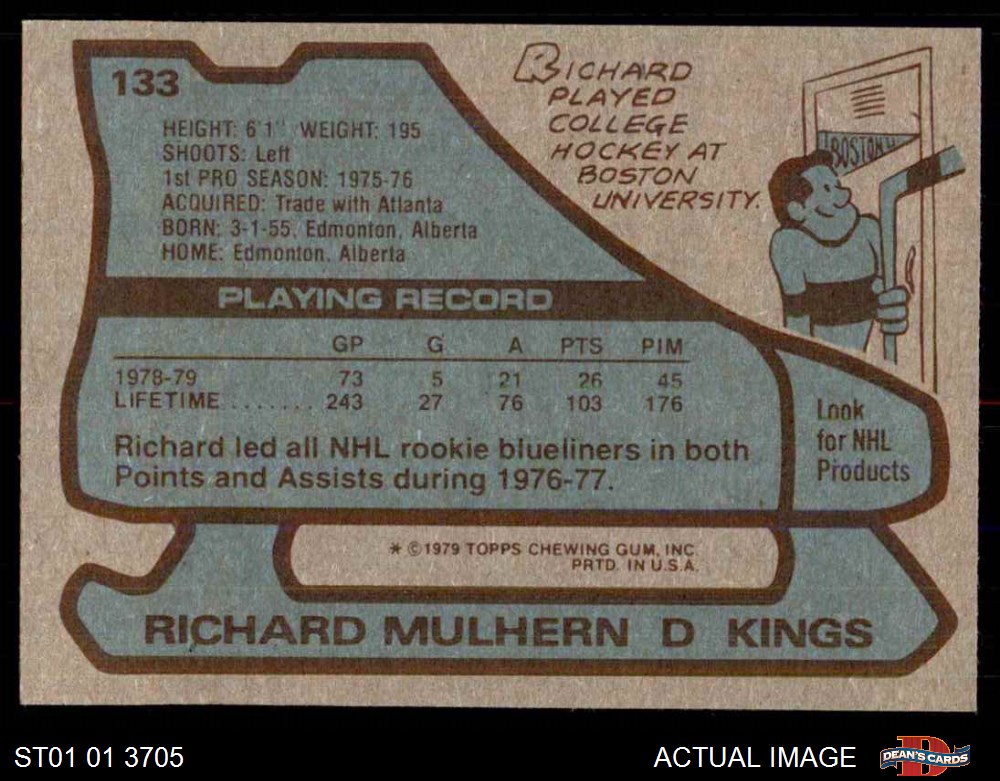 133
HEIGHT: 6'1" WEIGHT: 195
SHOOTS: Left
1st PRO SEASON: 1975-76
ACQUIRED: Trade with Atlanta
BORN: 3-1-55, Edmonton, Alberta
HOME: Edmonton, Alberta
RICHARD
PLAYED
COLLEGE
HOCKEY AT
BOSTON
UNIVERSITY.
BOSTON U
PLAYING RECORD
GP G A PTS PIM
1978-79 73 5 21 26 45
LIFETIME........ 243 27 76 103 176
Richard led all NHL rookie blueliners in both
Points and Assists during 1976-77.
Look
for NHL
Products
* ©1979 TOPPS CHEWING GUM, INC.
PRTD. IN U.S.A.
RICHARD MULHERN D KINGS
ST01 01 3705
ACTUAL IMAGE
DEAN'S CARDS